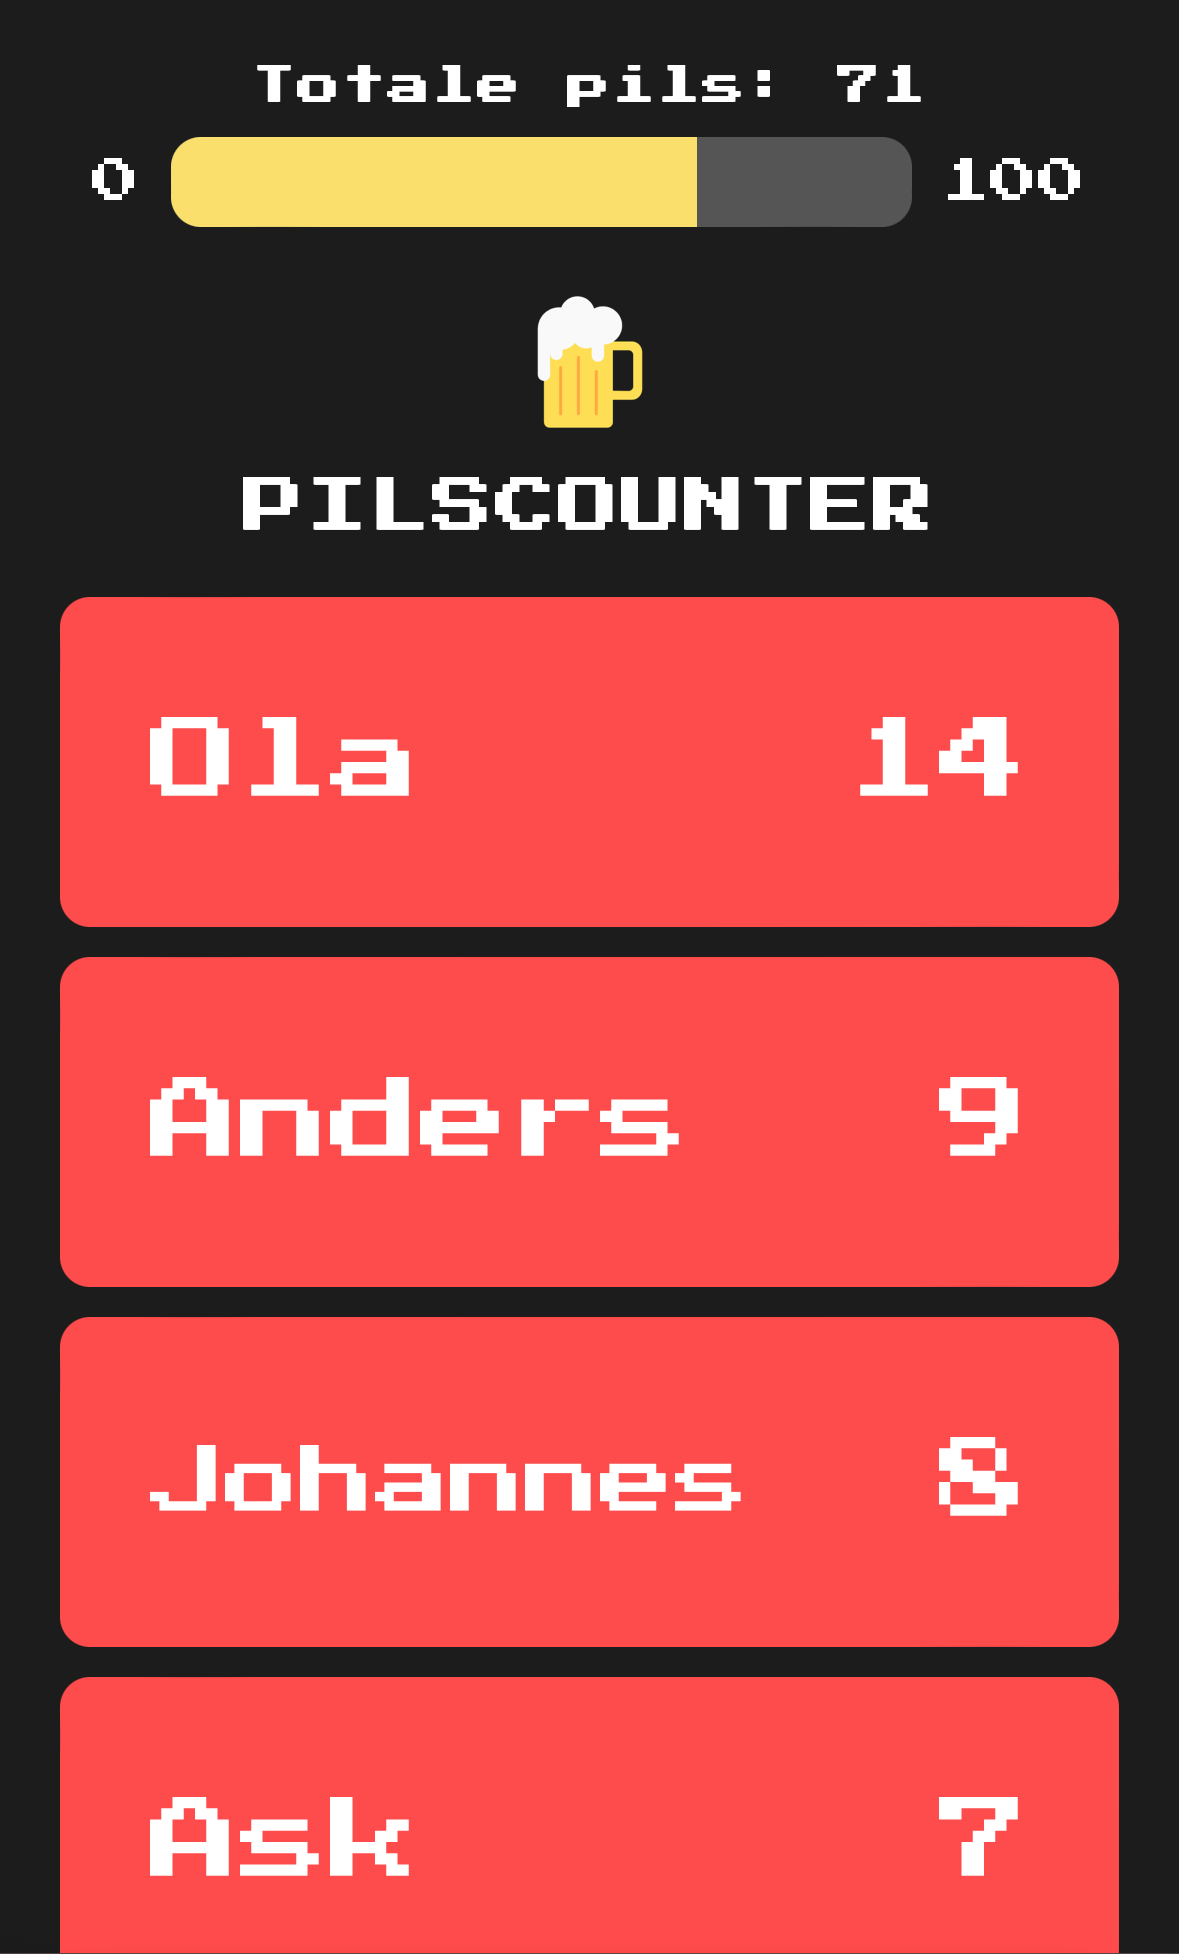 Totale pils: 71
0 100
PILSCOUNTER
Ola 14
Anders 9
Johannes 8
Ask 7